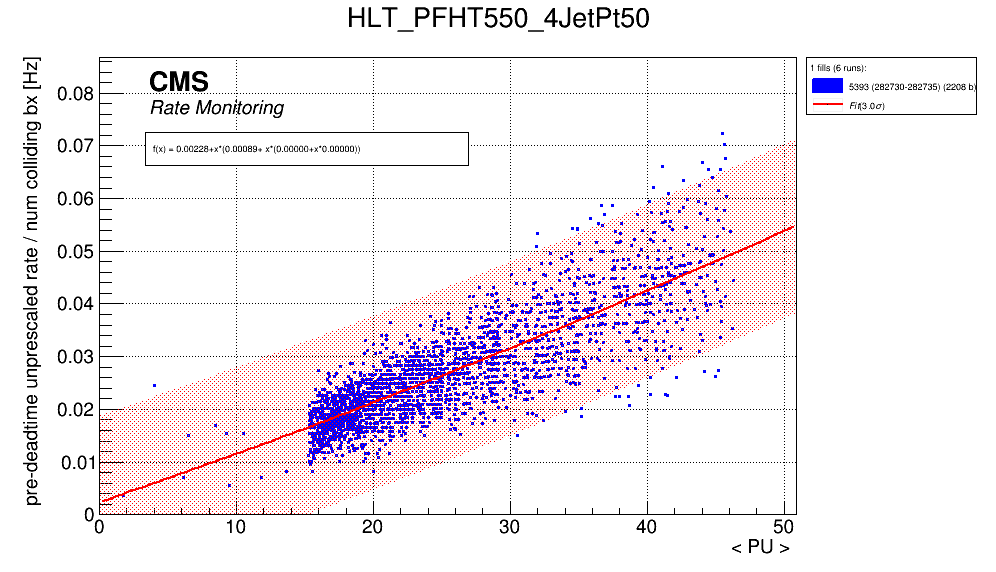 HLT_PFHT550_4JetPt50
pre-deadtime unprescaled rate / num colliding bx [Hz]
0.08
0.07
0.06
0.05
0.04
0.03
0.02
0.01
0
CMS
Rate Monitoring
f(x) = 0.00228+x*(0.00089+ x*(0.00000+x*0.00000))
0 10 20 30 40 50
< PU >
1 fills (6 runs):
5393 (282730-282735) (2208 b)
Fit(3.0σ)